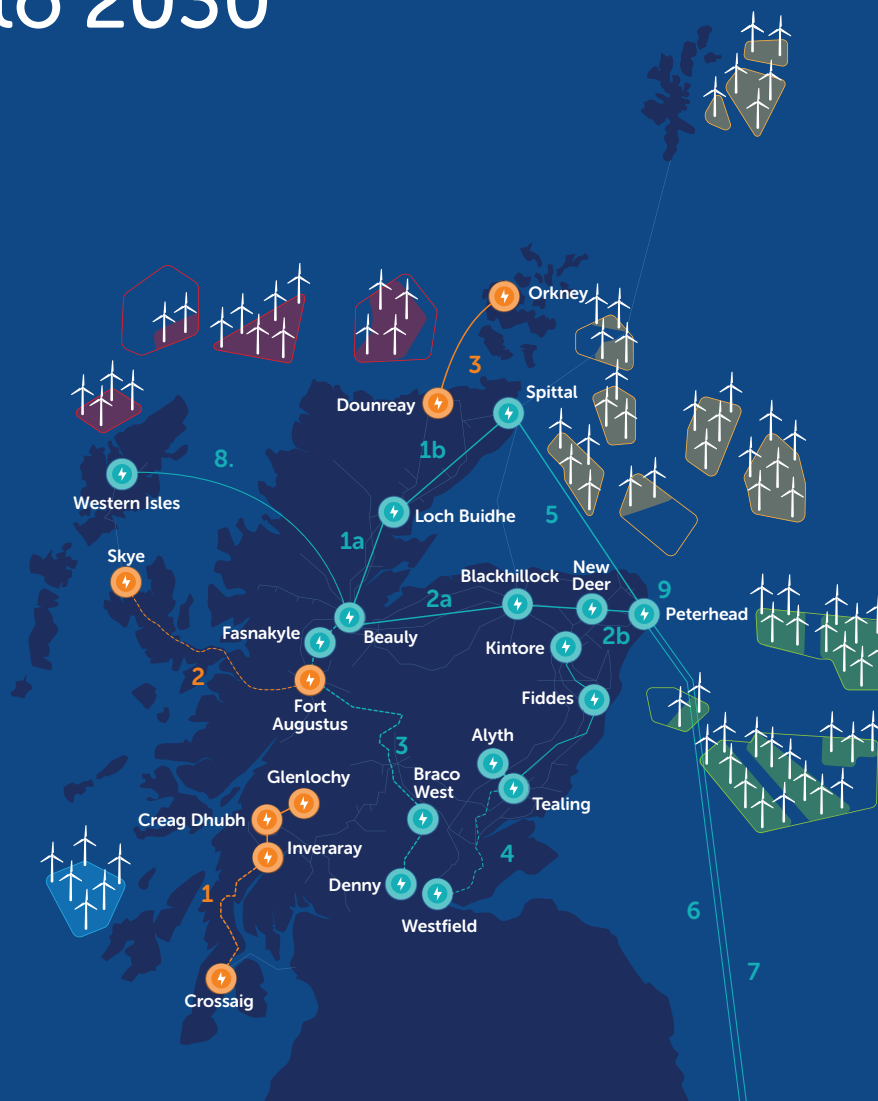 to 2030
Orkney
3
Spittal
Dounreay
1b
8.
Western Isles
Loch Buidhe
5
1a
Skye
Blackhillock
New
Deer
9
2a
Peterhead
Fasnakyle
Beauly
2b
Kintore
2
Fort
Augustus
Fiddes
Alyth
3
Glenlochy
Braco
West
Creag Dhubh
Tealing
Inveraray
4
Denny
1
Westfield
6
7
Crossaig